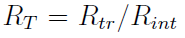 R_T = R_{tr}/R_{int}